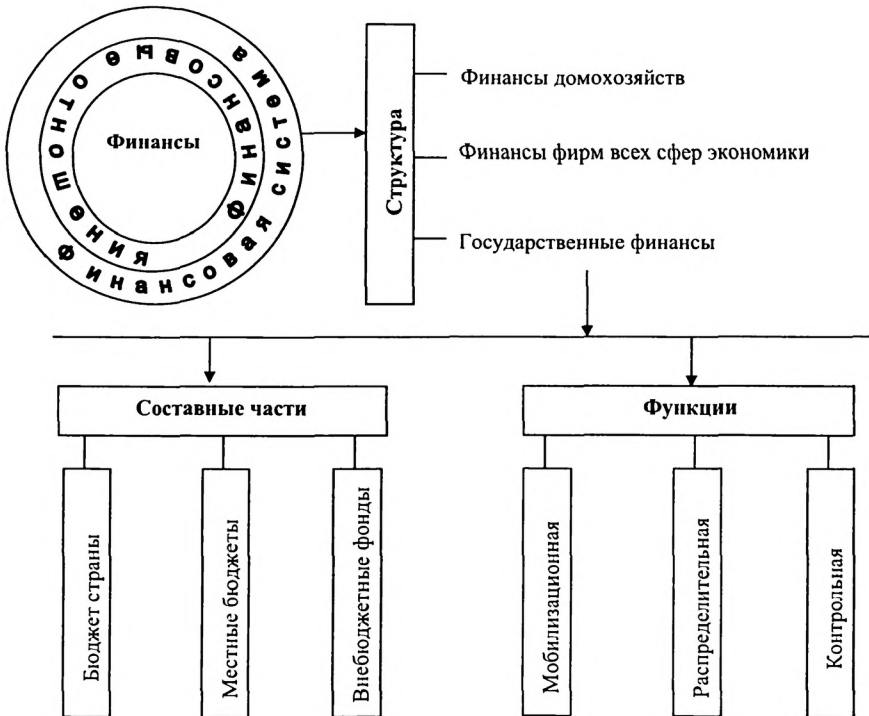 Финансовая система
Финансовые отношения
Финансы
Структура
Финансы домохозяйств
Финансы фирм всех сфер экономики
Государственные финансы
Составные части
Функции
Бюджет страны
Местные бюджеты
Внебюджетные фонды
Мобилизационная
Распределительная
Контрольная